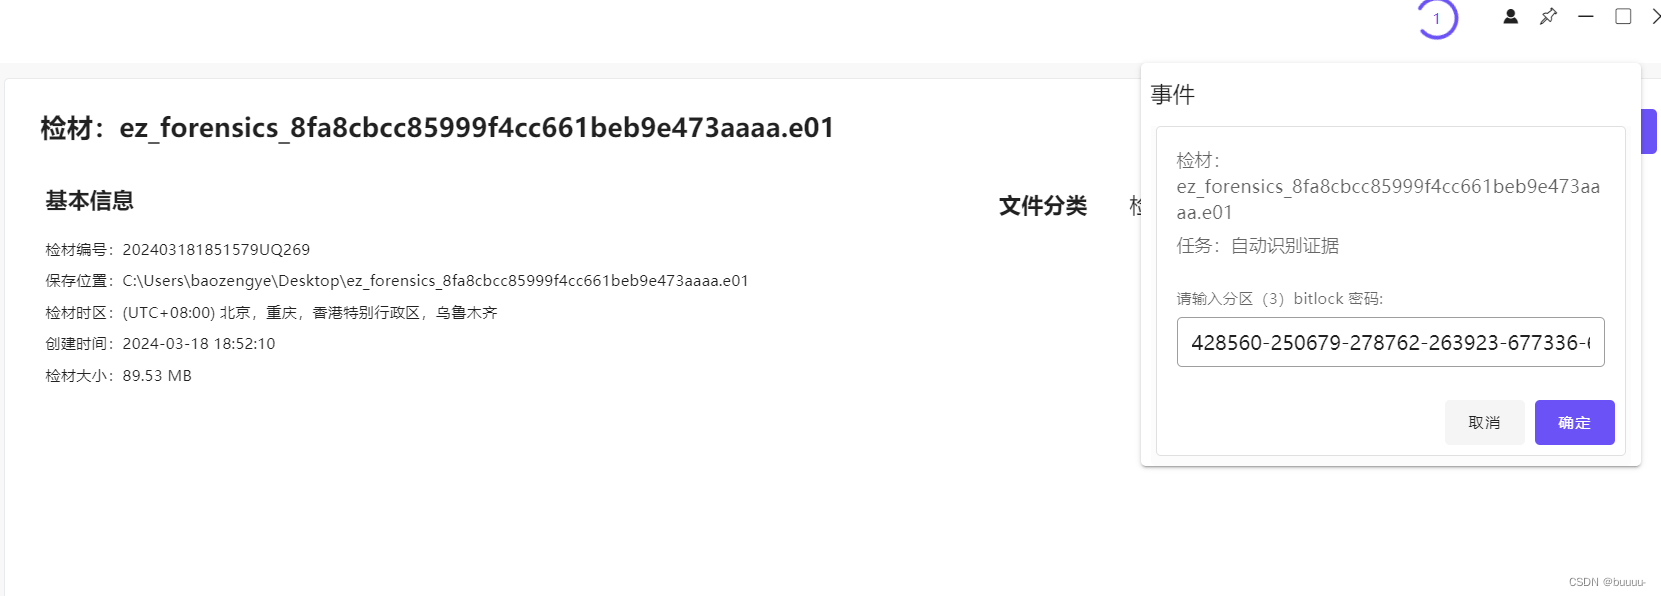 1
检材：ez_forensics_8fa8cbcc85999f4cc661beb9e473aaaa.e01
基本信息
检材编号：202403181851579UQ269
保存位置：C:\Users\baozengye\Desktop\ez_forensics_8fa8cbcc85999f4cc661beb9e473aaaa.e01
检材时区：(UTC+08:00) 北京，重庆，香港特别行政区，乌鲁木齐
创建时间：2024-03-18 18:52:10
检材大小：89.53 MB
文件分类
事件
检材：
ez_forensics_8fa8cbcc85999f4cc661beb9e473aa
aa.e01
任务：自动识别证据
请输入分区（3）bitlock 密码:
428560-250679-278762-263923-677336-
取消 确定
CSDN @buuuu-